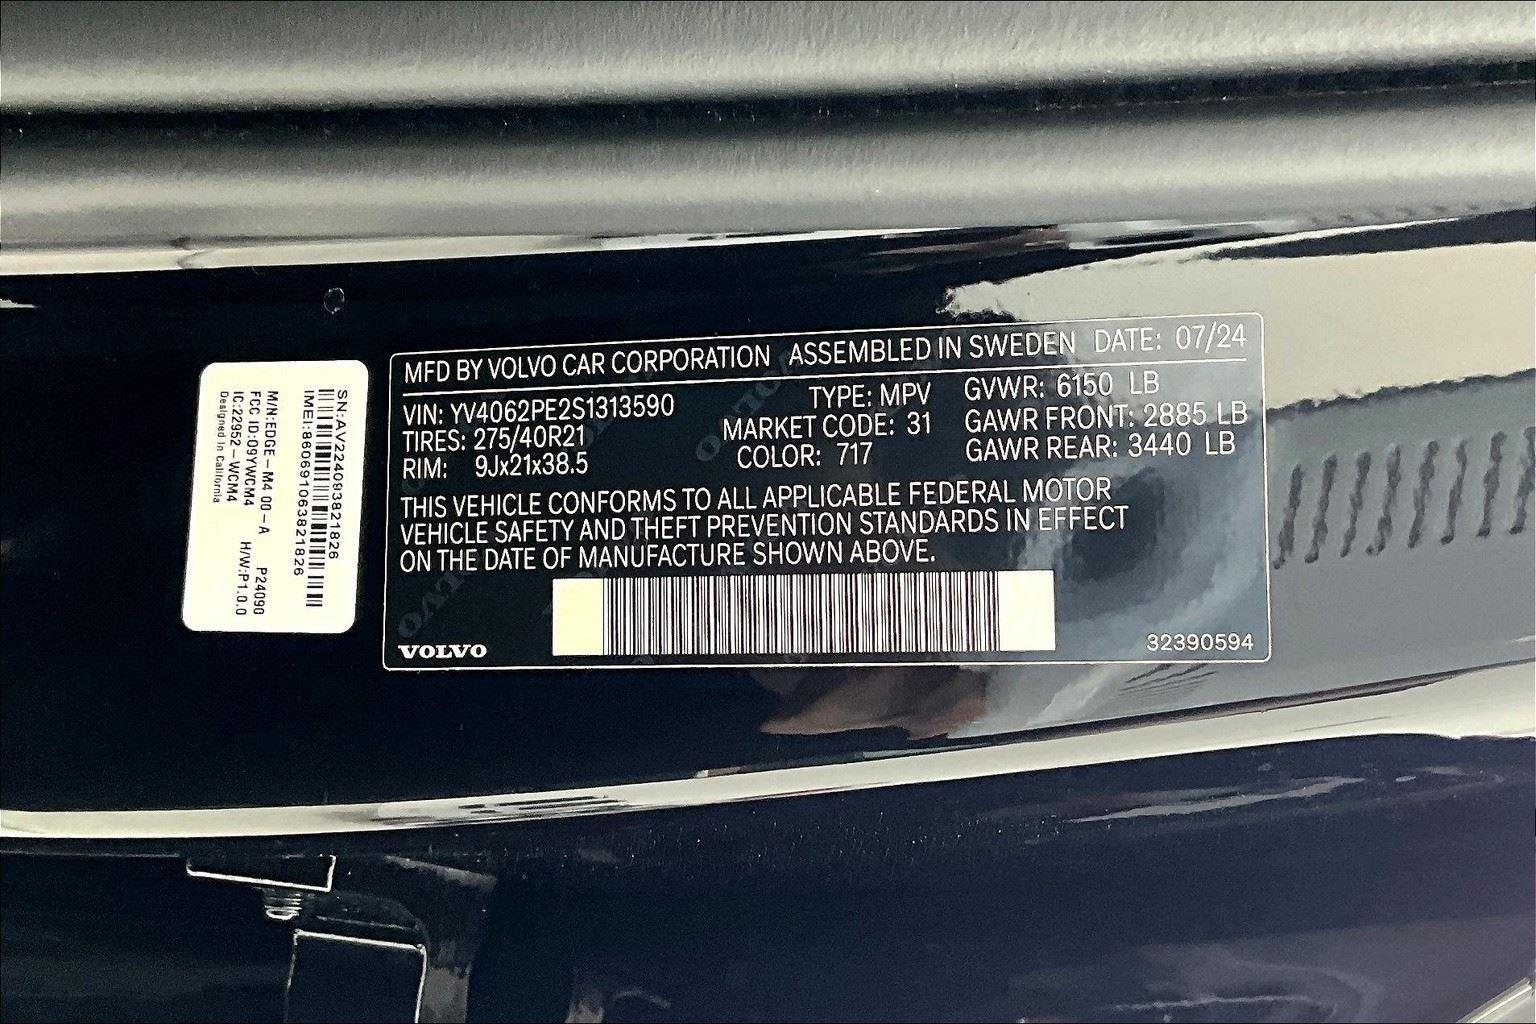 MFD BY VOLVO CAR CORPORATION ASSEMBLED IN SWEDEN DATE: 07/24
VIN: YV4062PE2S1313590 TYPE: MPV GVWR: 6150 LB
TIRES: 275/40R21 MARKET CODE: 31 GAWR FRONT: 2885 LB
RIM: 9Jx21x38.5 COLOR: 717 GAWR REAR: 3440 LB
THIS VEHICLE CONFORMS TO ALL APPLICABLE FEDERAL MOTOR
VEHICLE SAFETY AND THEFT PREVENTION STANDARDS IN EFFECT
ON THE DATE OF MANUFACTURE SHOWN ABOVE.
VOLVO 32390594
SN:AV224093821826
IMEI:860691063821826
M/N:EDGE-M4 00-A P24090
FCC ID:09YWCM4 H/W:P1.0.0
IC:22952-WCM4
Designed in California